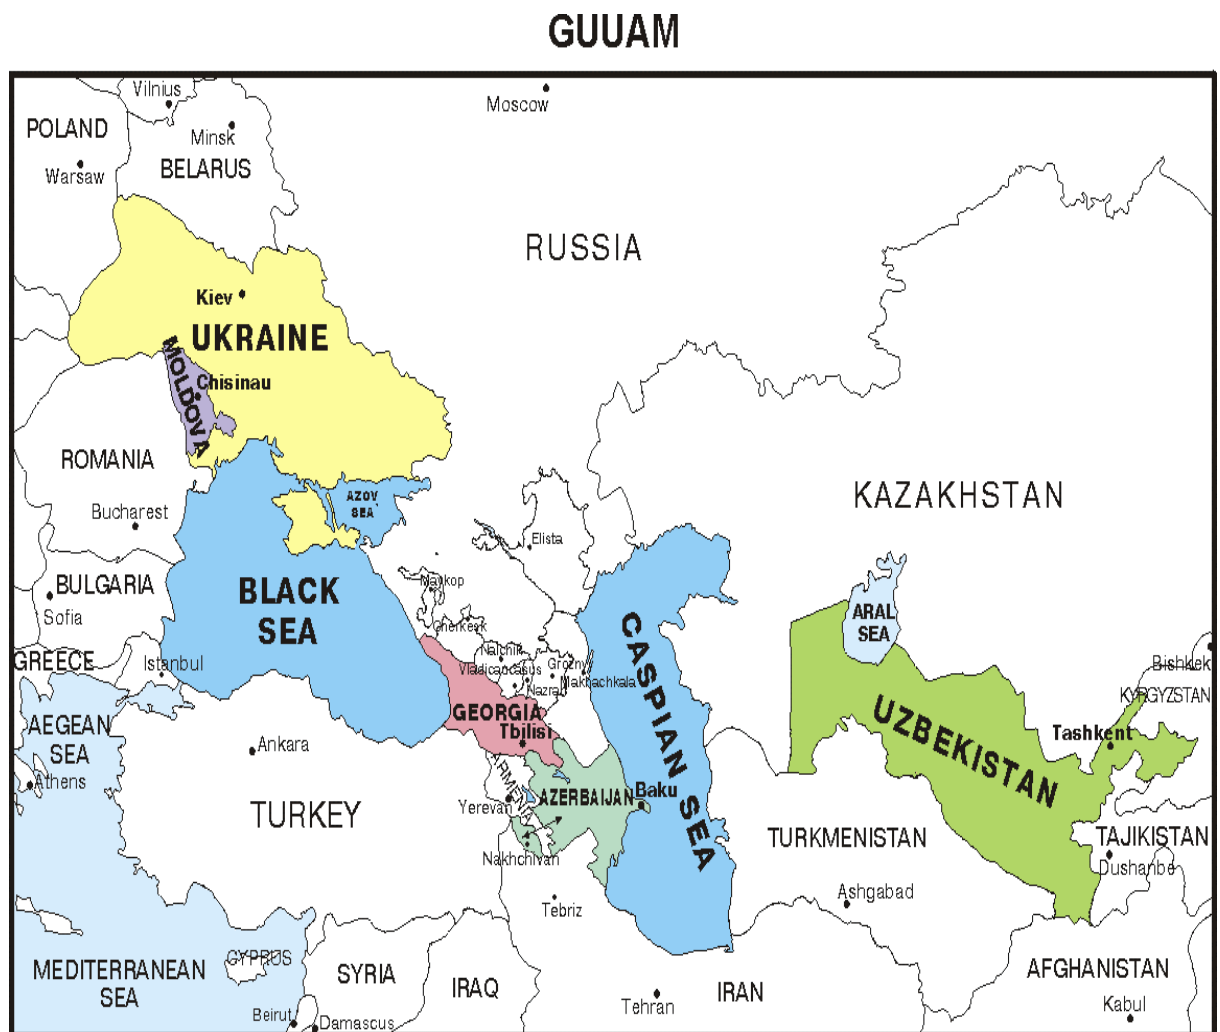 GUUAM
Vilnius
Moscow
POLAND
Minsk
Warsaw
BELARUS
RUSSIA
Kiev
UKRAINE
MOLDOVA
Chisinau
ROMANIA
AZOV
SEA
KAZAKHSTAN
Bucharest
Elista
BULGARIA
Maykop
BLACK
SEA
Sofia
ARAL
SEA
CASPIAN SEA
Cherkesk
GREECE
Istanbul
Nalchik
Vladicaucasus
Grozny
Makhachkala
Nazran
Bishkek
KYRGYZSTAN
AEGEAN
SEA
GEORGIA
Tbilisi
UZBEKISTAN
Tashkent
Ankara
Athens
ARMENIA
Yerevan
AZERBAIJAN
Baku
TURKEY
TURKMENISTAN
TAJIKISTAN
Nakhchivan
Dushanbe
Tebriz
Ashgabad
MEDITERRANEAN
SEA
CYPRUS
SYRIA
IRAQ
IRAN
AFGHANISTAN
Tehran
Kabul
Beirut
Damascus